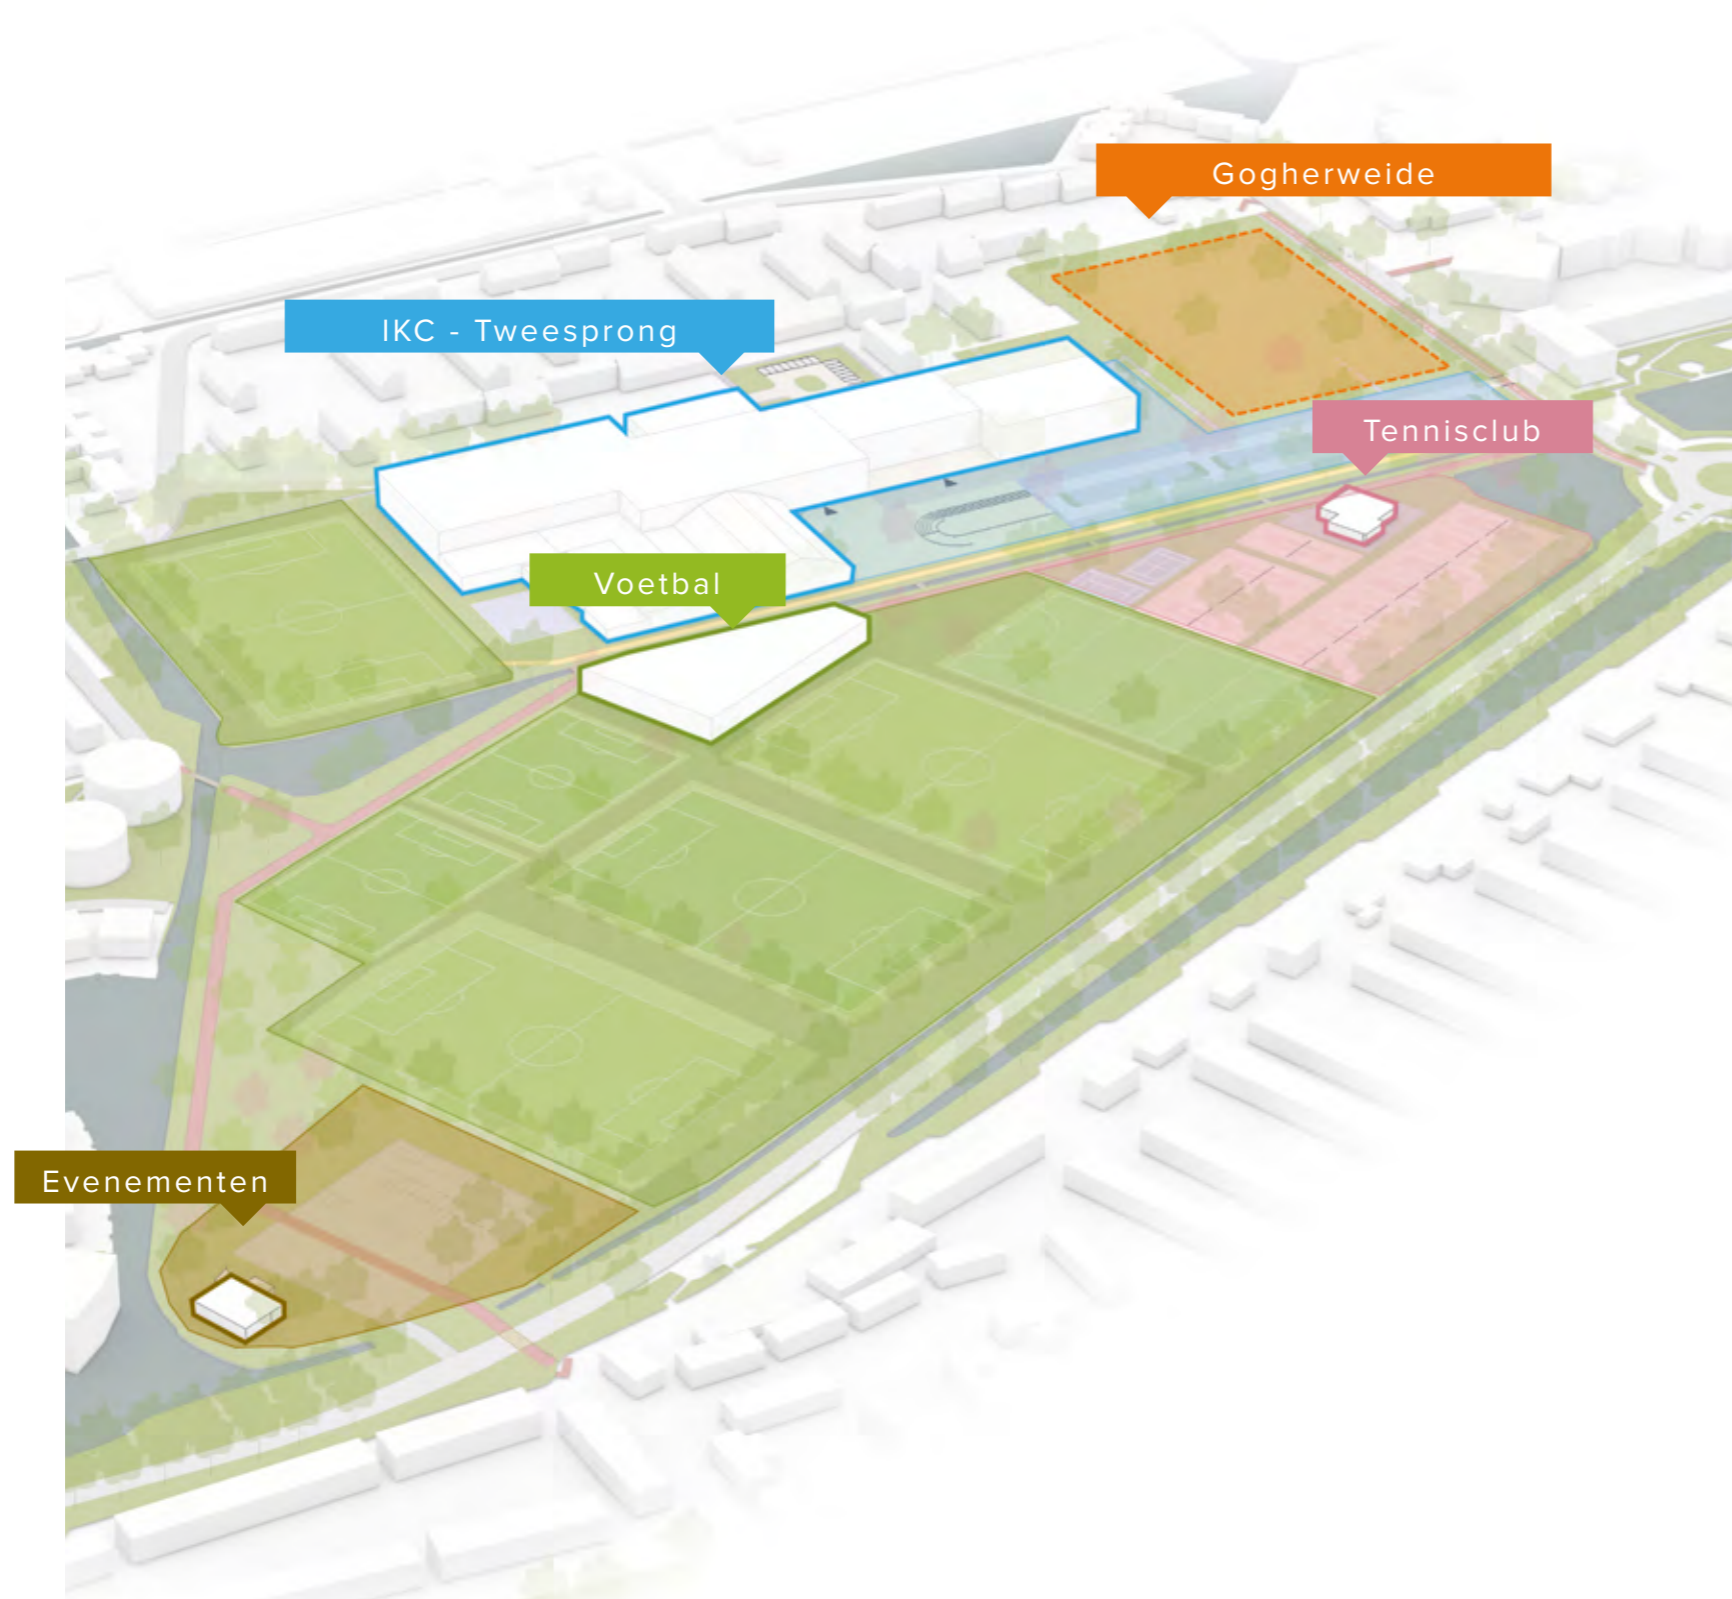 Gogherweide
IKC - Tweesprong
Tennisclub
Voetbal
Evenementen